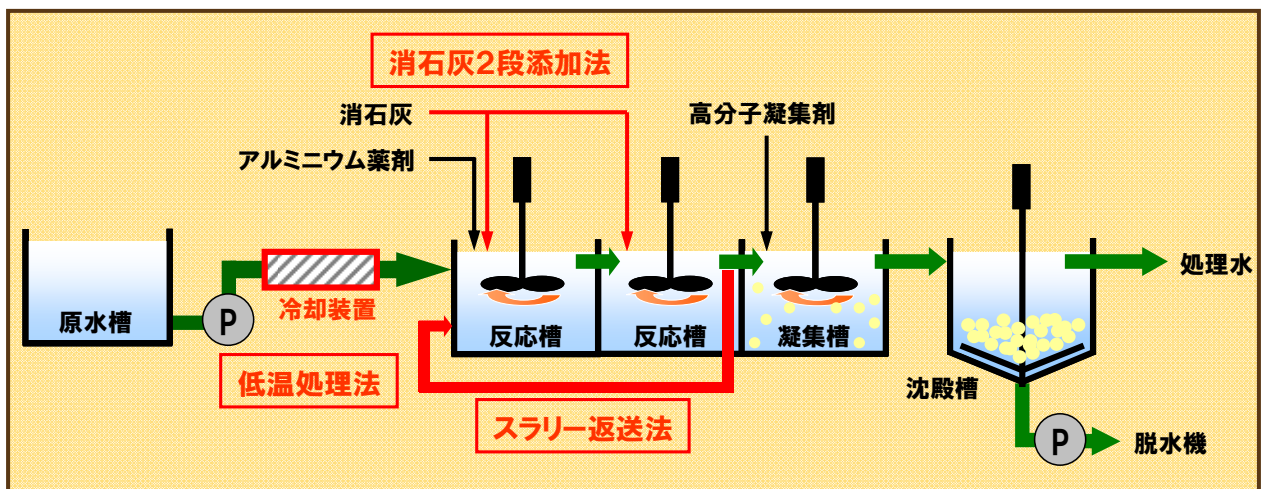 消石灰2段添加法
消石灰
高分子凝集剤
アルミニウム薬剤
原水槽
P
冷却装置
反応槽
反応槽
凝集槽
処理水
低温処理法
スラリー返送法
沈殿槽
P
脱水機